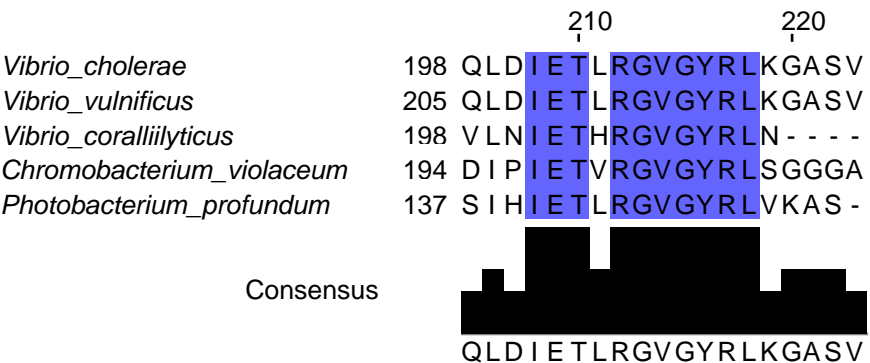 210 220
Vibrio_cholerae 198 QLDIETLRGVGYRLKGASV
Vibrio_vulnificus 205 QLDIETLRGVGYRLKGASV
Vibrio_coralliilyticus 198 VLNIETHRGVGYRLN----
Chromobacterium_violaceum 194 DIPIETVRGVGYRLSGGGA
Photobacterium_profundum 137 SIHIETLRGVGYRLVKAS-
Consensus
QLDIETLRGVGYRLKGASV